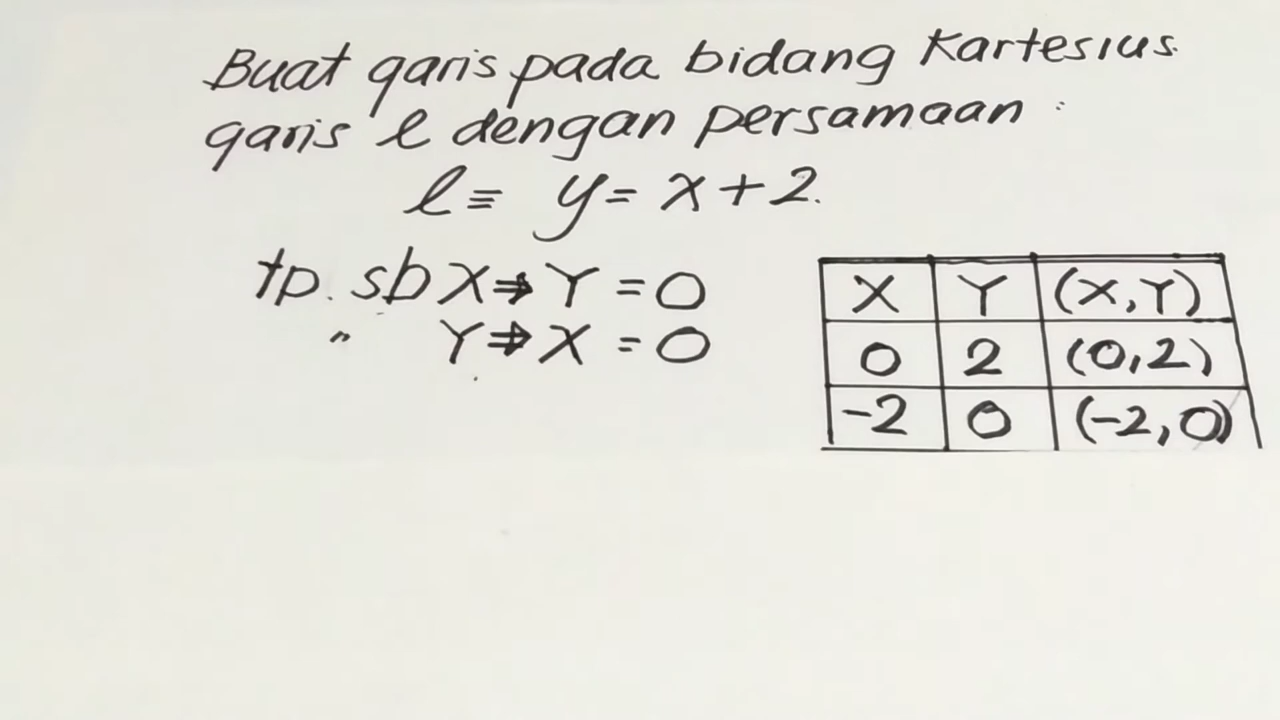 Buat garis pada bidang Kartesius.
garis l dengan persamaan :
l ≡ y = x + 2.
tp. sb X ⇒ Y = 0
" Y ⇒ X = 0
X Y (X,Y)
0 2 (0,2)
-2 0 (-2,0)